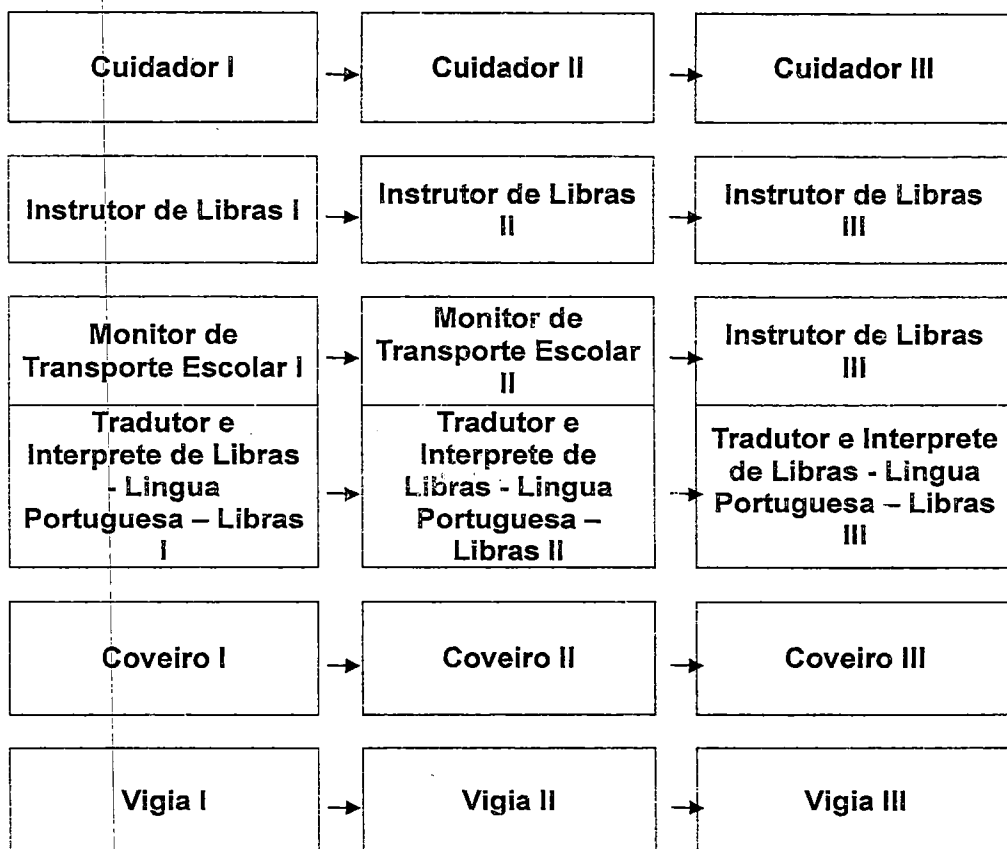 Cuidador I
Cuidador II
Cuidador III
Instrutor de Libras I
Instrutor de Libras
II
Instrutor de Libras
III
Monitor de
Transporte Escolar I
Monitor de
Transporte Escolar
II
Instrutor de Libras
III
Tradutor e
Interprete de Libras
- Lingua
Portuguesa – Libras
I
Tradutor e
Interprete de
Libras - Lingua
Portuguesa –
Libras II
Tradutor e Interprete
de Libras - Lingua
Portuguesa – Libras
III
Coveiro I
Coveiro II
Coveiro III
Vigia I
Vigia II
Vigia III